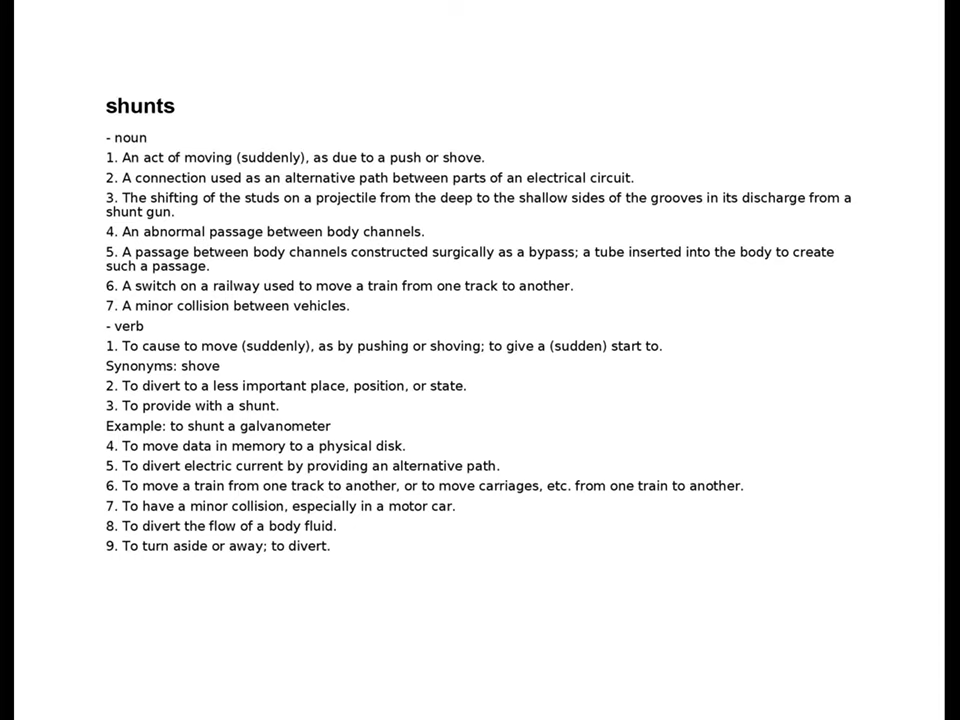 shunts
- noun
1. An act of moving (suddenly), as due to a push or shove.
2. A connection used as an alternative path between parts of an electrical circuit.
3. The shifting of the studs on a projectile from the deep to the shallow sides of the grooves in its discharge from a
shunt gun.
4. An abnormal passage between body channels.
5. A passage between body channels constructed surgically as a bypass; a tube inserted into the body to create
such a passage.
6. A switch on a railway used to move a train from one track to another.
7. A minor collision between vehicles.
- verb
1. To cause to move (suddenly), as by pushing or shoving; to give a (sudden) start to.
Synonyms: shove
2. To divert to a less important place, position, or state.
3. To provide with a shunt.
Example: to shunt a galvanometer
4. To move data in memory to a physical disk.
5. To divert electric current by providing an alternative path.
6. To move a train from one track to another, or to move carriages, etc. from one train to another.
7. To have a minor collision, especially in a motor car.
8. To divert the flow of a body fluid.
9. To turn aside or away; to divert.